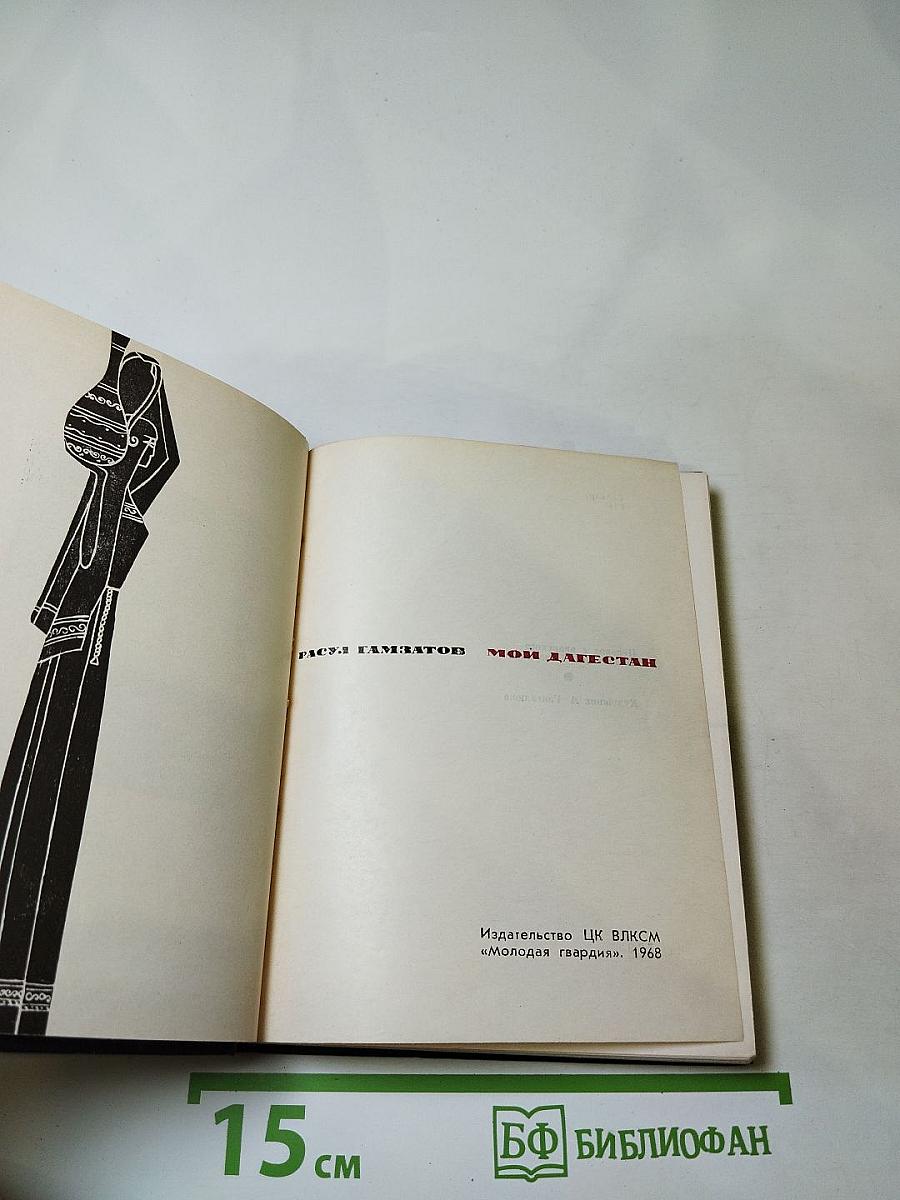 РАСУЛ ГАМЗАТОВ МОЙ ДАГЕСТАН
Издательство ЦК ВЛКСМ
«Молодая гвардия». 1968
15 см
БФ БИБЛИОФАН